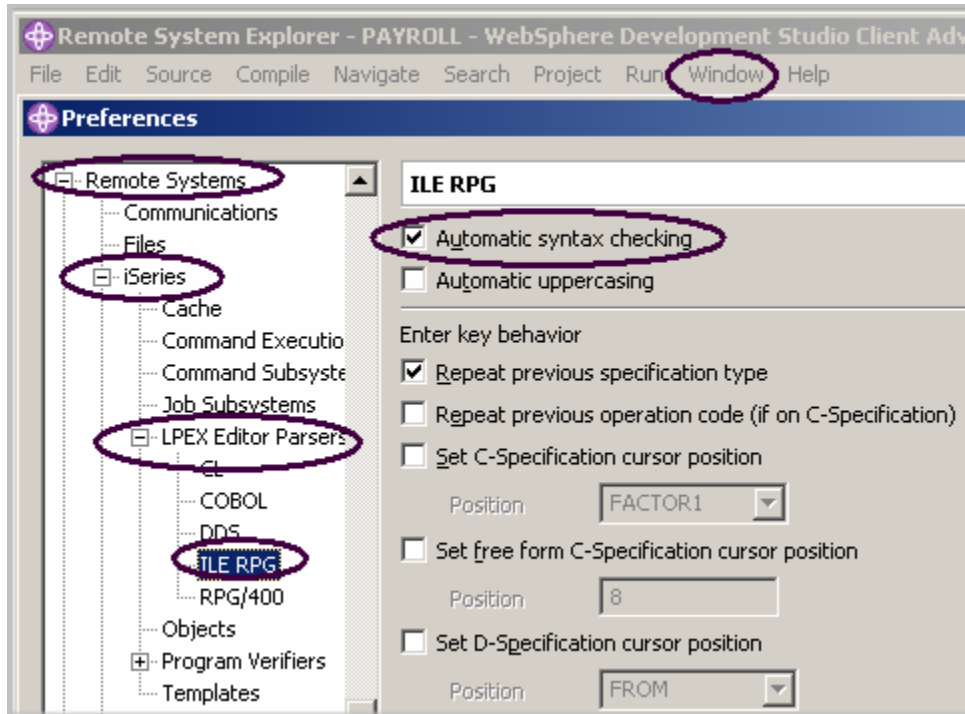 Remote System Explorer - PAYROLL - WebSphere Development Studio Client Adv
File Edit Source Compile Navigate Search Project Run Window Help
Preferences
Remote Systems
Communications
Files
iSeries
Cache
Command Executio
Command Subsyste
Job Subsystems
LPEX Editor Parsers
CL
COBOL
DDS
ILE RPG
RPG/400
Objects
Program Verifiers
Templates
ILE RPG
Automatic syntax checking
Automatic uppercasing
Enter key behavior
Repeat previous specification type
Repeat previous operation code (if on C-Specification)
Set C-Specification cursor position
Position FACTOR1
Set free form C-Specification cursor position
Position 8
Set D-Specification cursor position
Position FROM